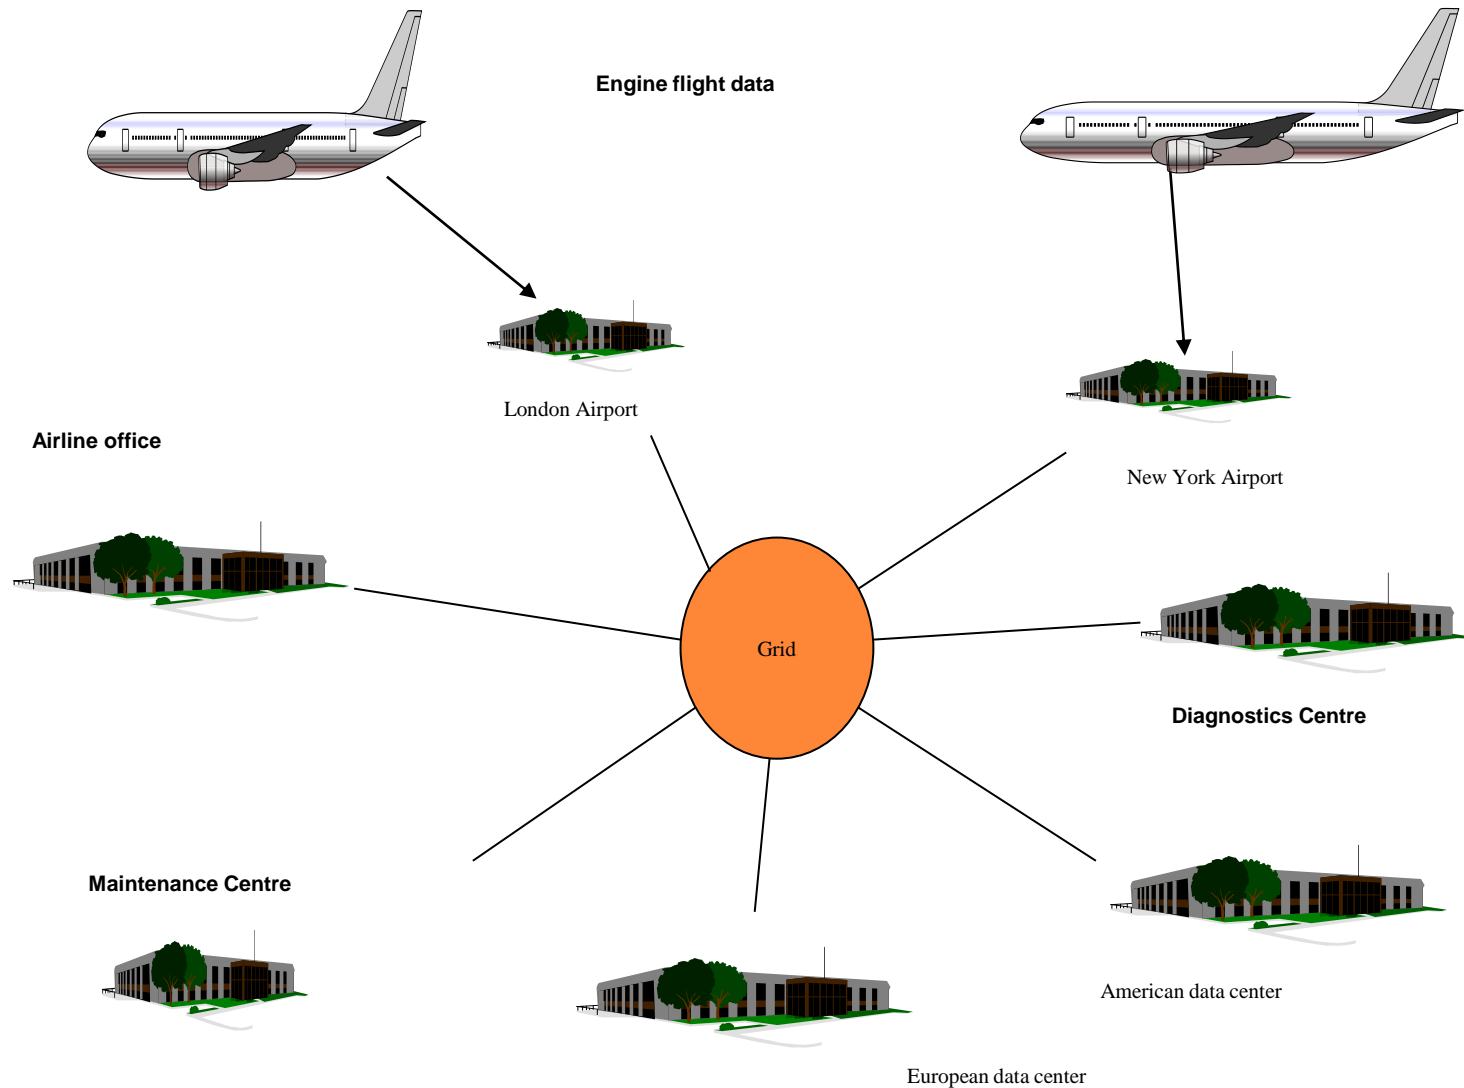 Engine flight data
London Airport
Airline office
New York Airport
Grid
Diagnostics Centre
Maintenance Centre
American data center
European data center